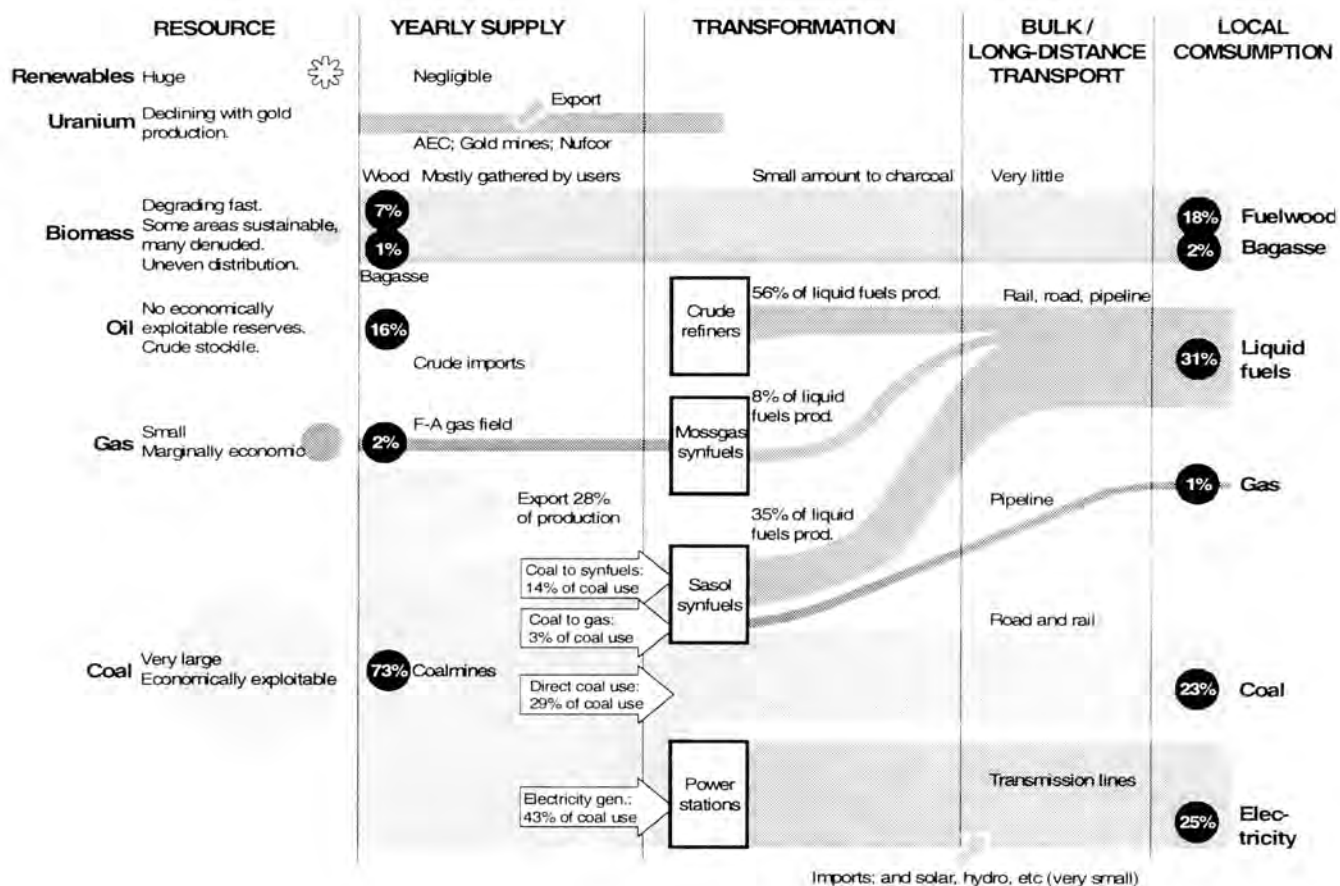 RESOURCE
YEARLY SUPPLY
TRANSFORMATION
BULK /
LONG-DISTANCE
TRANSPORT
LOCAL
COMSUMPTION
Renewables
Huge
Negligible
Export
Uranium
Declining with gold
production.
AEC; Gold mines; Nufcor
Wood
Mostly gathered by users
Small amount to charcoal
Very little
Biomass
Degrading fast.
Some areas sustainable,
many denuded.
Uneven distribution.
7%
1%
Bagasse
18%
Fuelwood
2%
Bagasse
Oil
No economically
exploitable reserves.
Crude stockile.
16%
Crude imports
Crude
refiners
56% of liquid fuels prod.
Rail, road, pipeline
31%
Liquid
fuels
Gas
Small
Marginally economic
2%
F-A gas field
Mossgas
synfuels
8% of liquid
fuels prod.
Export 28%
of production
35% of liquid
fuels prod.
Pipeline
1%
Gas
Coal to synfuels:
14% of coal use
Coal to gas:
3% of coal use
Sasol
synfuels
Road and rail
Coal
Very large
Economically exploitable
73%
Coalmines
Direct coal use:
29% of coal use
23%
Coal
Electricity gen.:
43% of coal use
Power
stations
Transmission lines
25%
Elec-
tricity
Imports: and solar, hydro, etc (very small)